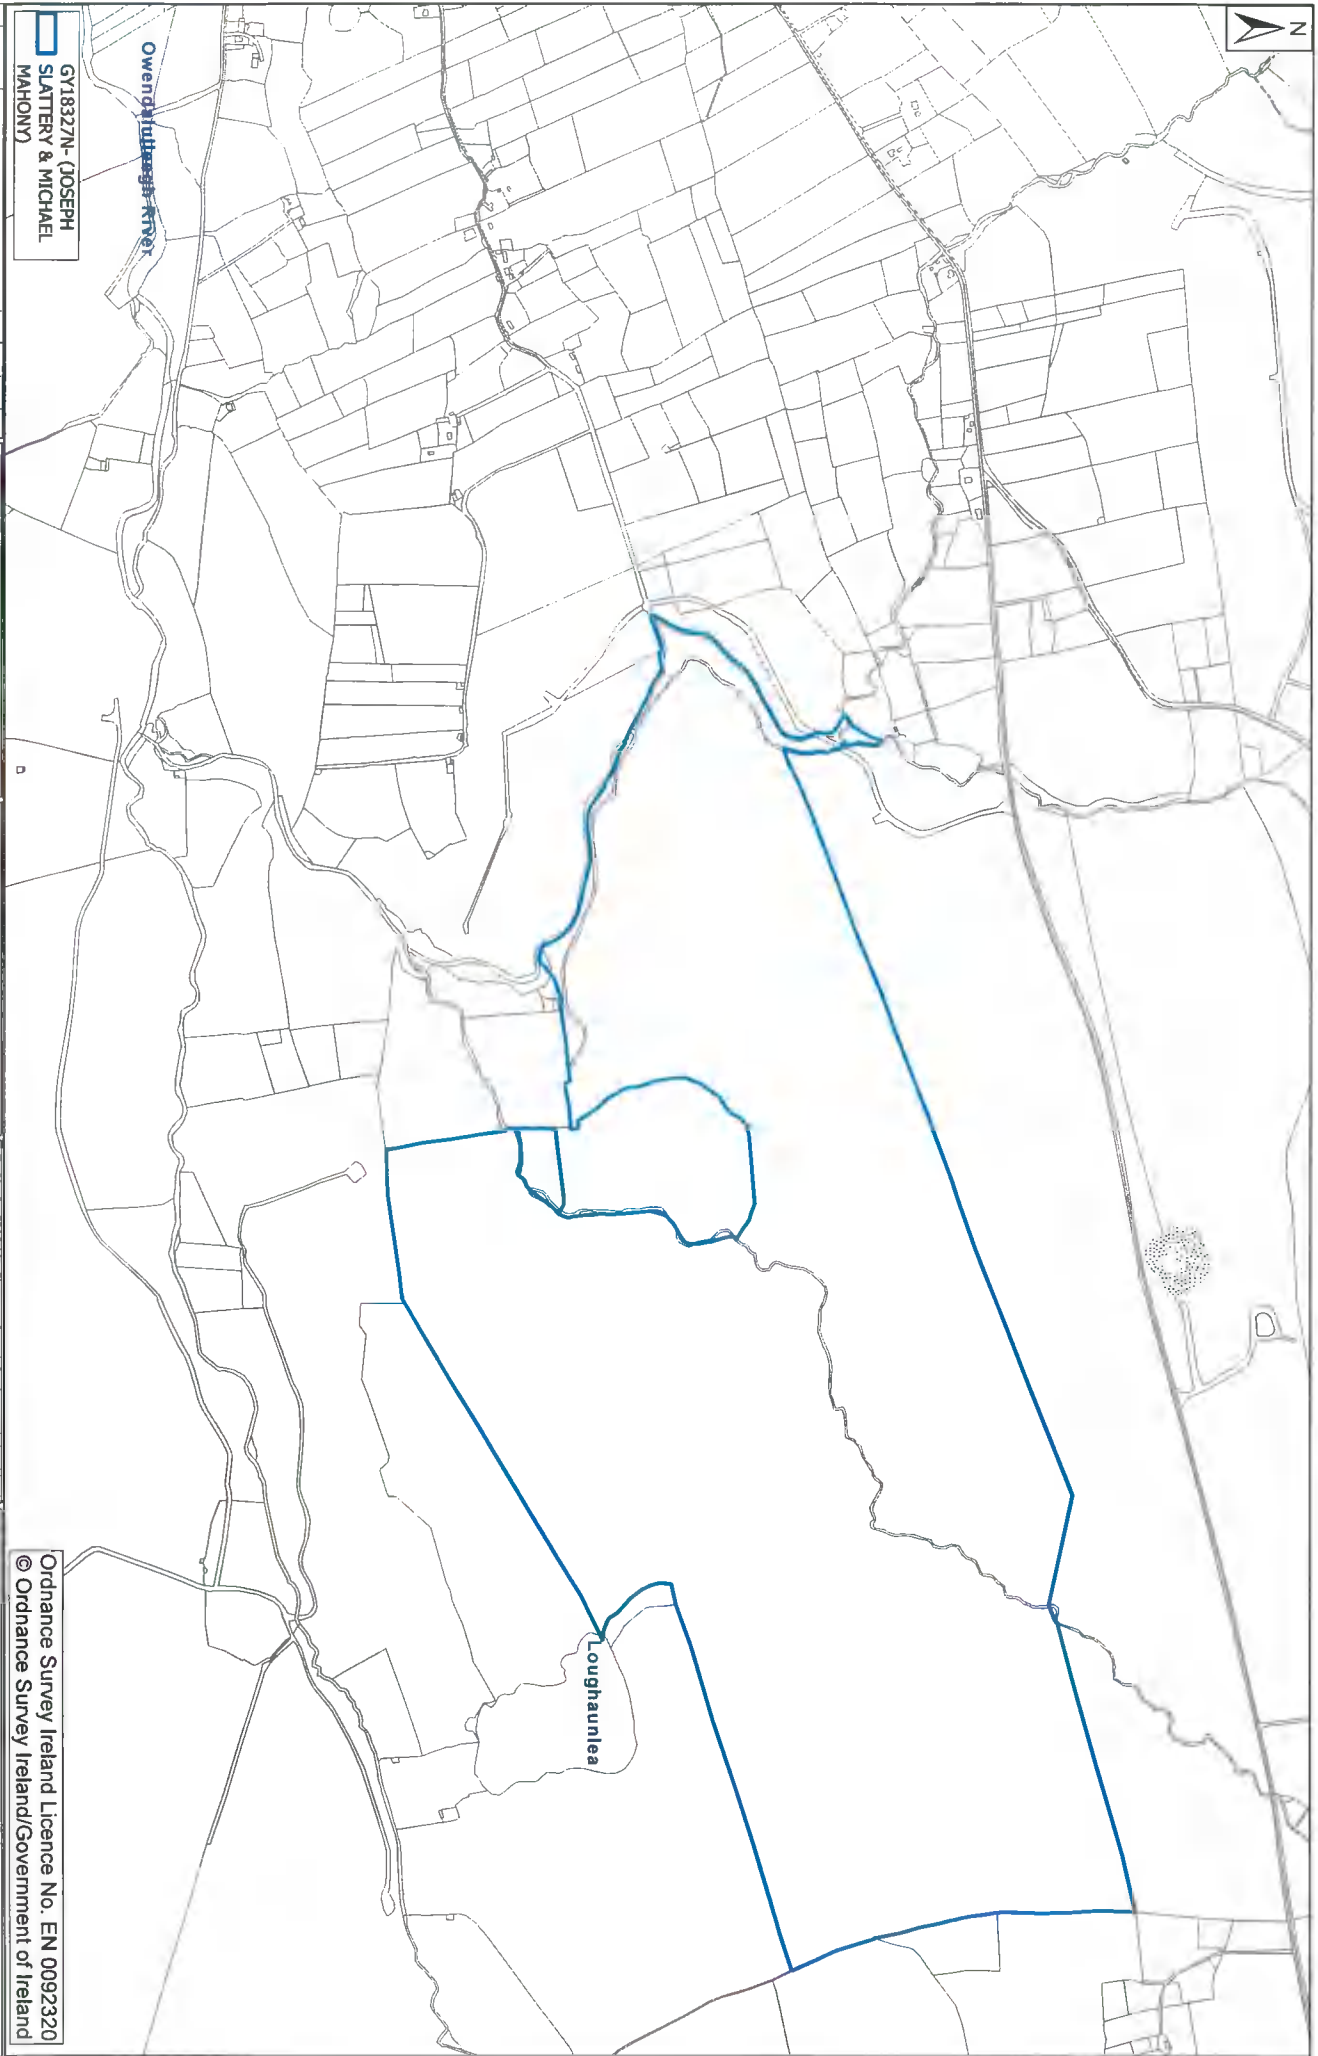 N
Owendalulleegh River
Loughaunlea
GY18327N- (JOSEPH
SLATTERY & MICHAEL
MAHONY)
Ordnance Survey Ireland Licence No. EN 0092320
© Ordnance Survey Ireland/Government of Ireland